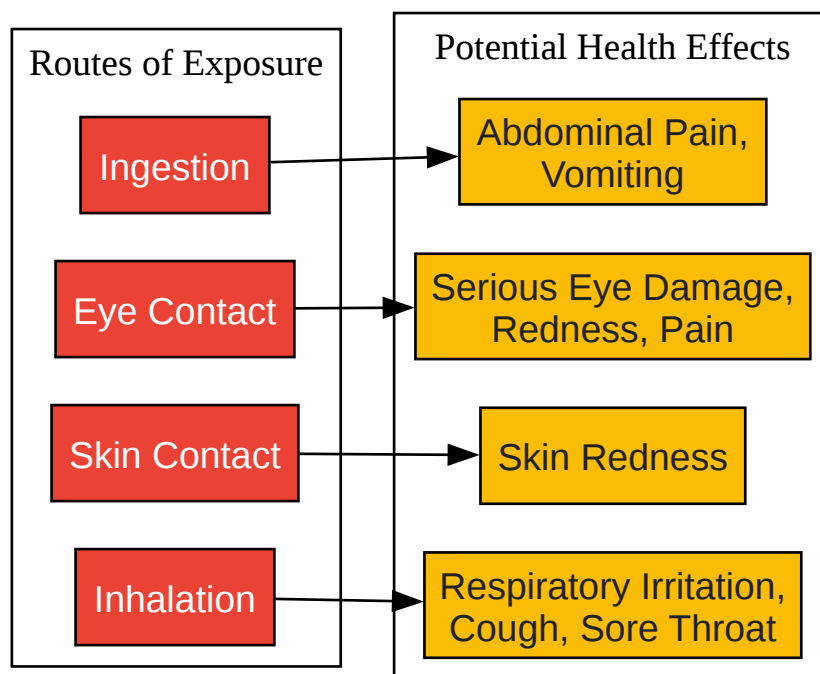 Routes of Exposure
Potential Health Effects
Ingestion
Abdominal Pain,
Vomiting
Eye Contact
Serious Eye Damage,
Redness, Pain
Skin Contact
Skin Redness
Inhalation
Respiratory Irritation,
Cough, Sore Throat